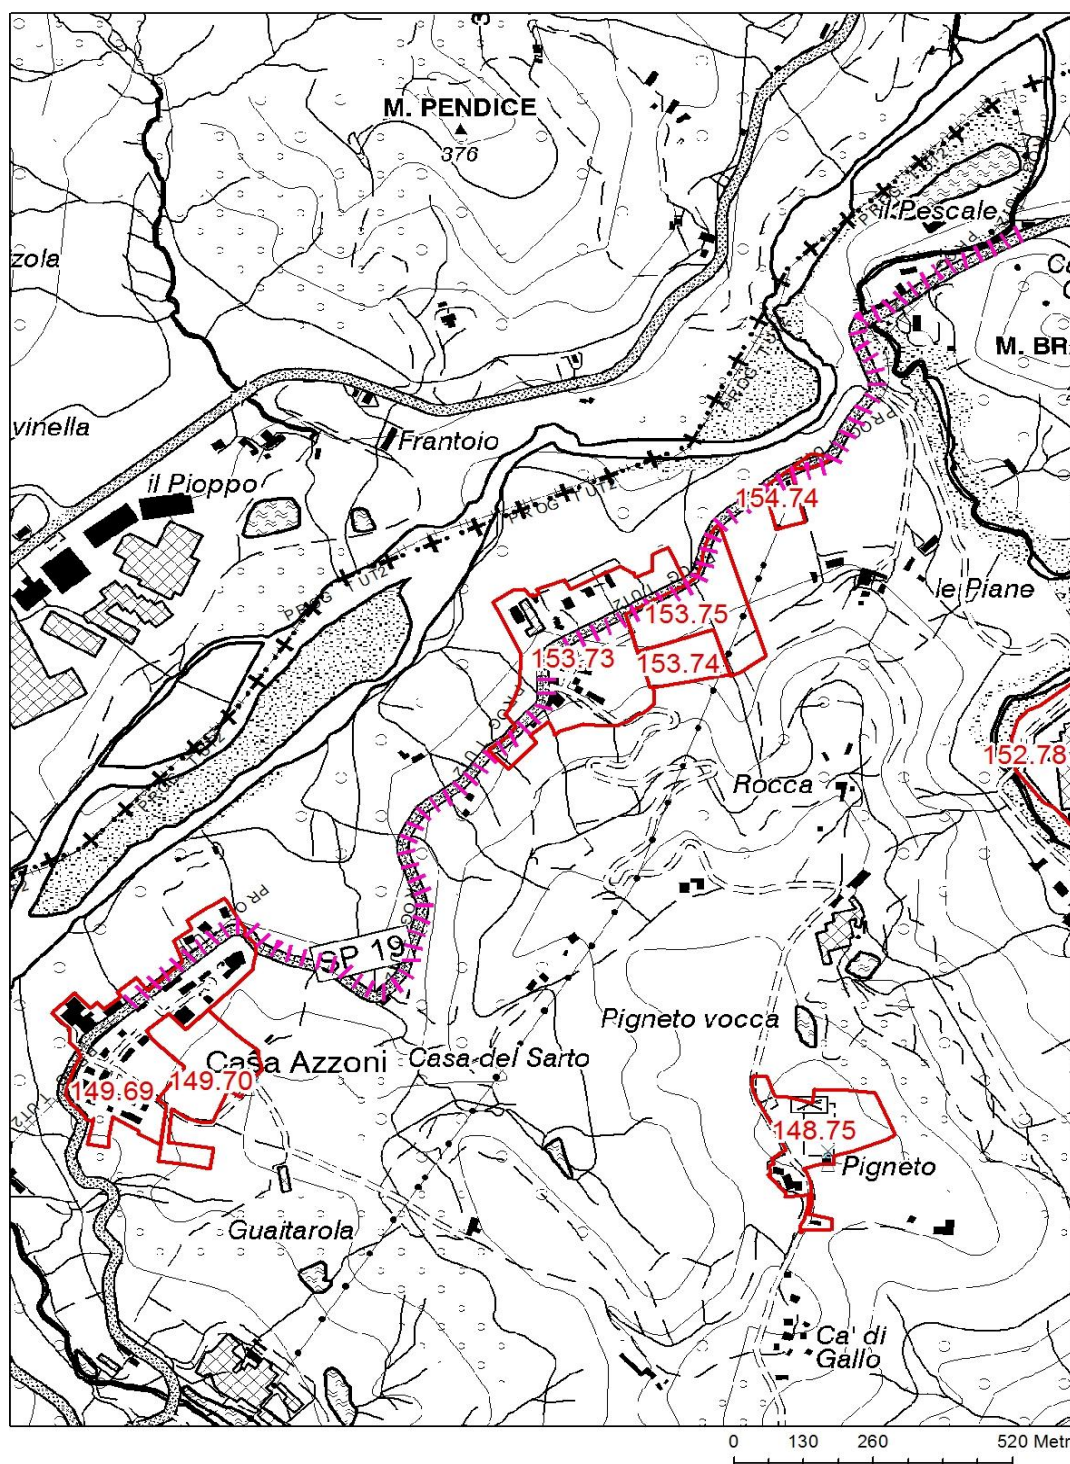 M. PENDICE
376
il Pescale
zola
M. BR
vinella
Frantoio
il Pioppo
154.74
le Piane
153.75
153.73
153.74
152.78
Rocca
SP 19
Pigneto vocca
Casa Azzoni
Casa del Sarto
149.70
149.69
148.75
Pigneto
Guaitarola
Ca' di
Gallo
0 130 260 520 Metr